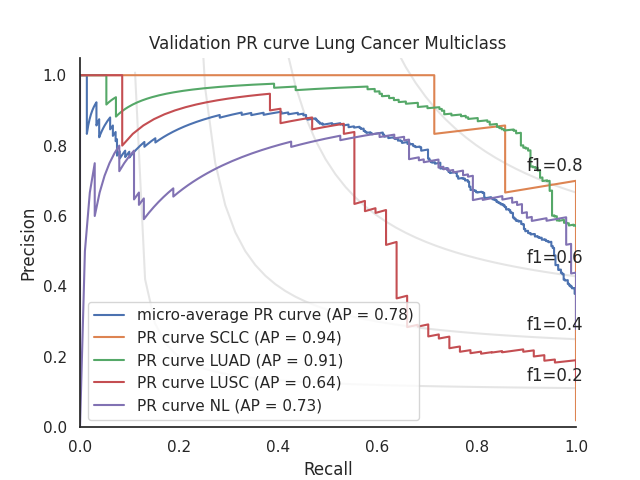 Validation PR curve Lung Cancer Multiclass
1.0
0.8
0.6
0.4
0.2
0.0
Precision
f1=0.8
f1=0.6
f1=0.4
f1=0.2
micro-average PR curve (AP = 0.78)
PR curve SCLC (AP = 0.94)
PR curve LUAD (AP = 0.91)
PR curve LUSC (AP = 0.64)
PR curve NL (AP = 0.73)
0.0 0.2 0.4 0.6 0.8 1.0
Recall